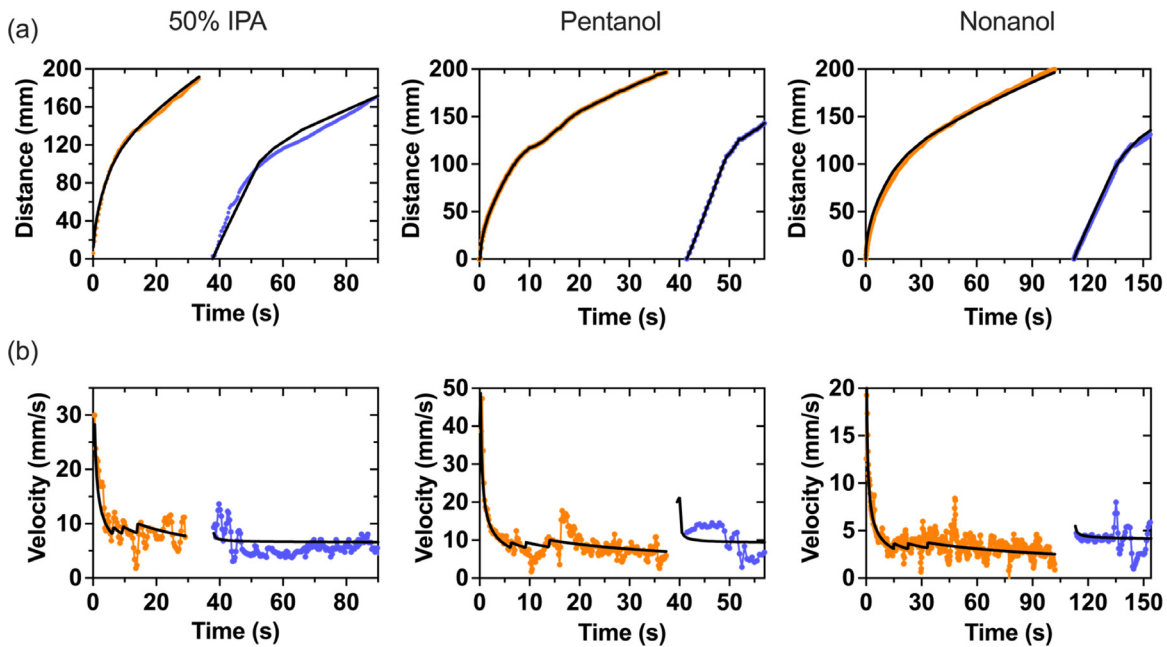 50% IPA Pentanol Nonanol
(a)
Distance (mm) 200 160 120 80 40 0
0 20 40 60 80
Time (s)
Distance (mm) 200 150 100 50 0
0 10 20 30 40 50
Time (s)
Distance (mm) 200 150 100 50 0
0 30 60 90 120 150
Time (s)
(b)
Velocity (mm/s) 30 20 10 0
0 20 40 60 80
Time (s)
Velocity (mm/s) 50 40 30 20 10 0
0 10 20 30 40 50
Time (s)
Velocity (mm/s) 20 15 10 5 0
0 30 60 90 120 150
Time (s)